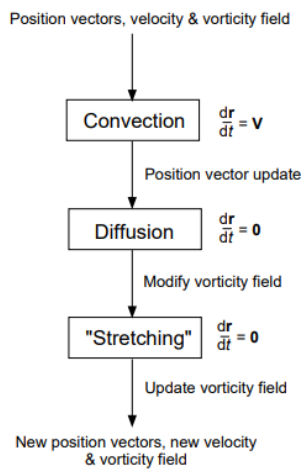 Position vectors, velocity & vorticity field
Convection
dr/dt = V
Position vector update
Diffusion
dr/dt = 0
Modify vorticity field
"Stretching"
dr/dt = 0
Update vorticity field
New position vectors, new velocity
& vorticity field